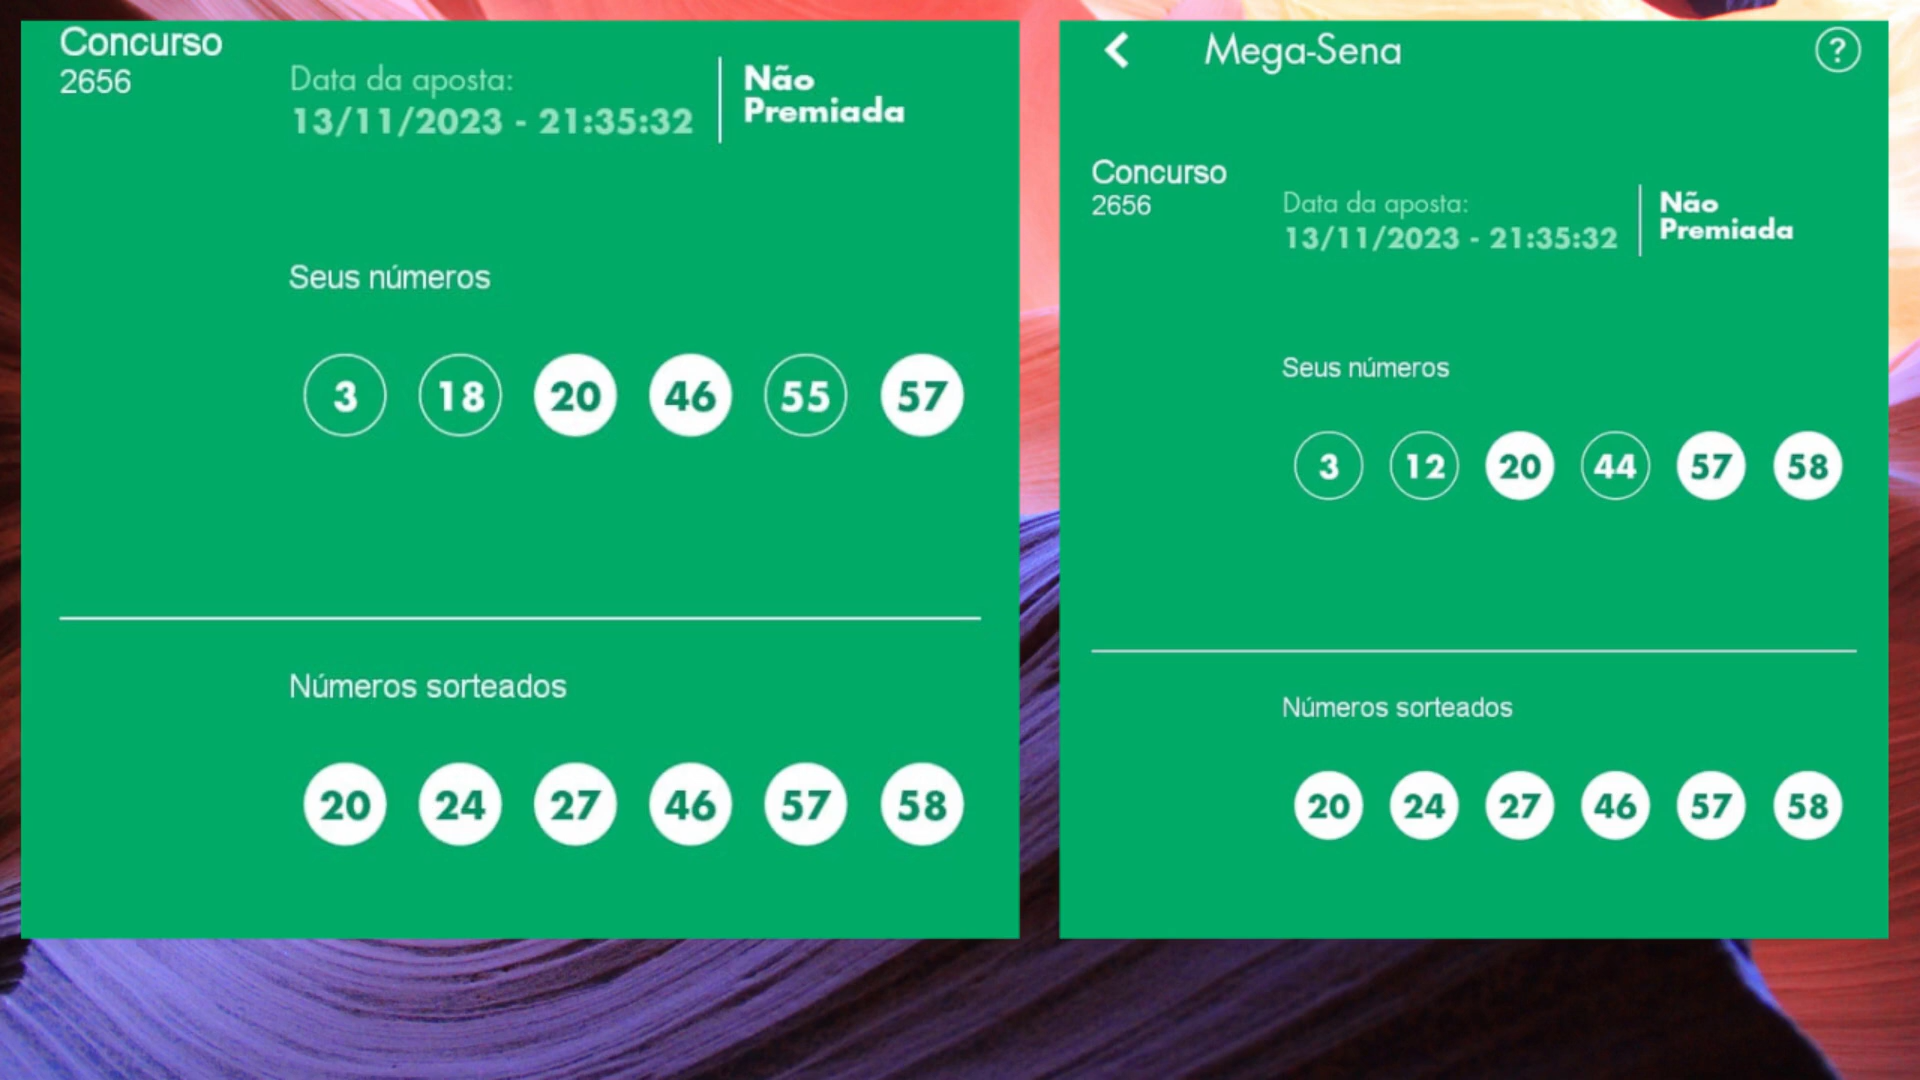 Concurso
2656
Data da aposta:
13/11/2023 - 21:35:32
Não
Premiada
Seus números
3 18 20 46 55 57
Números sorteados
20 24 27 46 57 58
Mega-Sena
?
Concurso
2656
Data da aposta:
13/11/2023 - 21:35:32
Não
Premiada
Seus números
3 12 20 44 57 58
Números sorteados
20 24 27 46 57 58